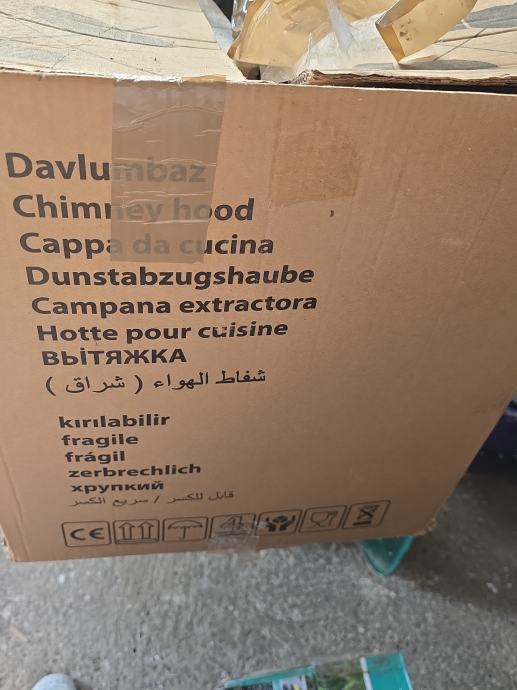 Davlumbaz
Chimney hood
Cappa da cucina
Dunstabzugshaube
Campana extractora
Hotte pour cuisine
ВЫТЯЖКА
شفاط الهواء ( شراق )
kırılabilir
fragile
frágil
zerbrechlich
хрупкий
قابل للكسر / سريع الكسر
CE
4